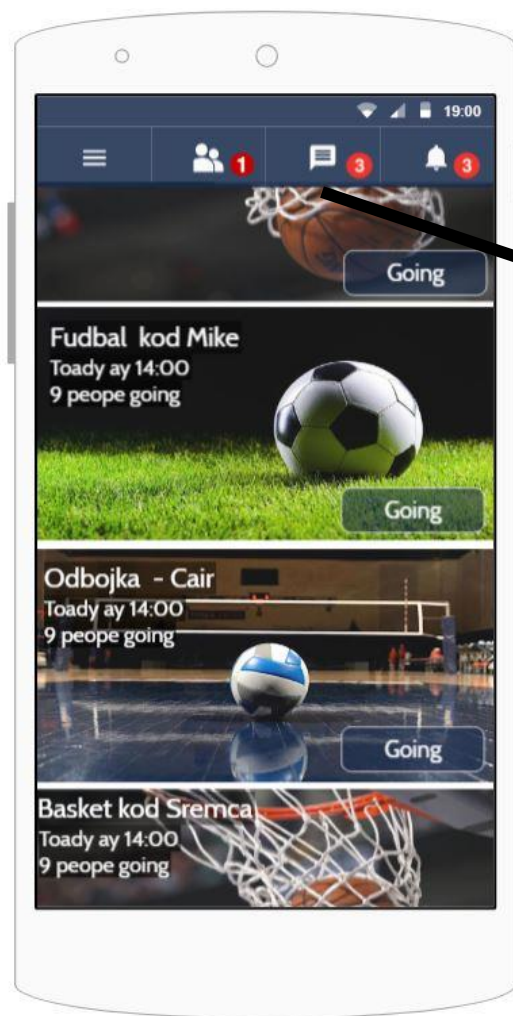 19:00
1
3
3
Going
Fudbal kod Mike
Toady ay 14:00
9 peope going
Going
Odbojka - Cair
Toady ay 14:00
9 peope going
Going
Basket kod Sremca
Toady ay 14:00
9 peope going